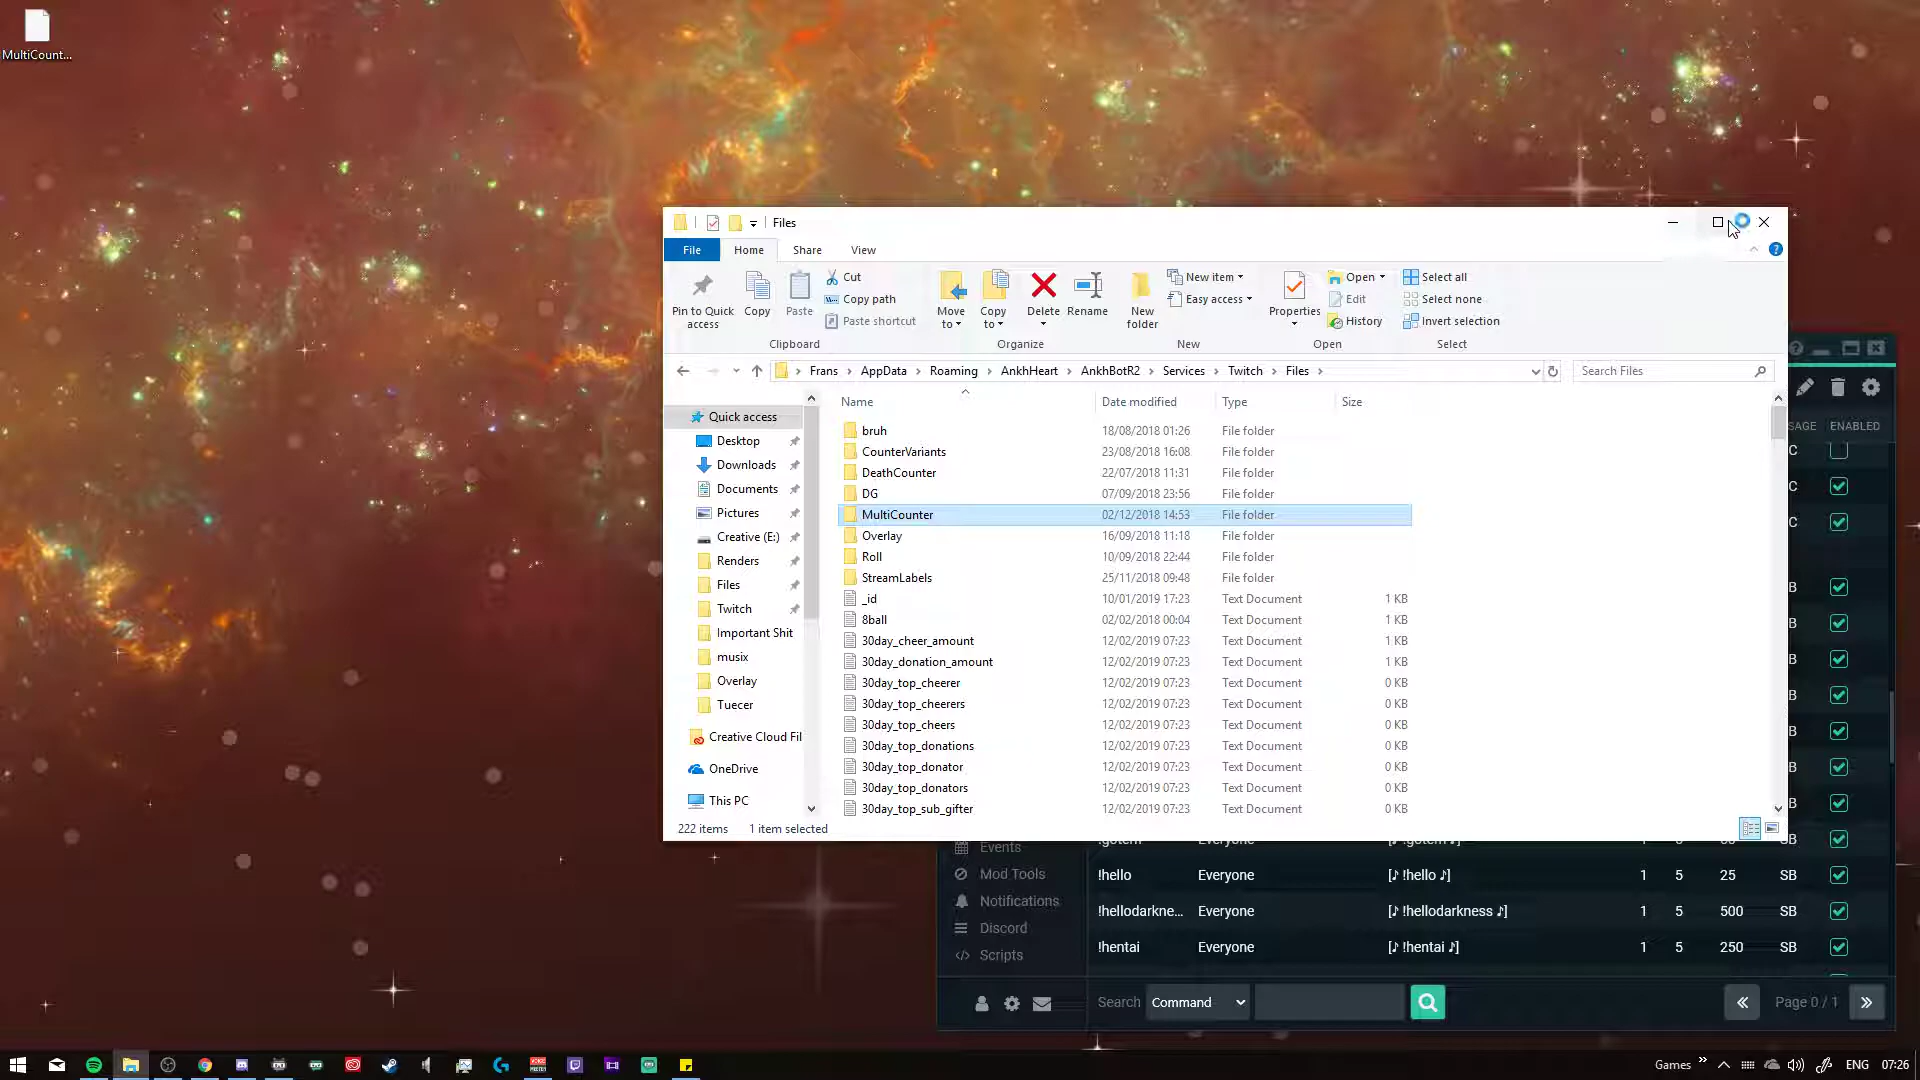 MultiCount...
Files
File
Home
Share
View
Pin to Quick access
Copy
Paste
Cut
Copy path
Paste shortcut
Clipboard
Move to
Copy to
Delete
Rename
Organize
New folder
New item
Easy access
New
Properties
Open
Edit
History
Open
Select all
Select none
Invert selection
Select
Frans > AppData > Roaming > AnkhHeart > AnkhBotR2 > Services > Twitch > Files >
Search Files
Quick access
Desktop
Downloads
Documents
Pictures
Creative (E:)
Renders
Files
Twitch
Important Shit
musix
Overlay
Tuecer
Creative Cloud Fil
OneDrive
This PC
Name Date modified Type Size
bruh 18/08/2018 01:26 File folder
CounterVariants 23/08/2018 16:08 File folder
DeathCounter 22/07/2018 11:31 File folder
DG 07/09/2018 23:56 File folder
MultiCounter 02/12/2018 14:53 File folder
Overlay 16/09/2018 11:18 File folder
Roll 10/09/2018 22:44 File folder
StreamLabels 25/11/2018 09:48 File folder
_id 10/01/2019 17:23 Text Document 1 KB
8ball 02/02/2018 00:04 Text Document 1 KB
30day_cheer_amount 12/02/2019 07:23 Text Document 1 KB
30day_donation_amount 12/02/2019 07:23 Text Document 1 KB
30day_top_cheerer 12/02/2019 07:23 Text Document 0 KB
30day_top_cheerers 12/02/2019 07:23 Text Document 0 KB
30day_top_cheers 12/02/2019 07:23 Text Document 0 KB
30day_top_donations 12/02/2019 07:23 Text Document 0 KB
30day_top_donator 12/02/2019 07:23 Text Document 0 KB
30day_top_donators 12/02/2019 07:23 Text Document 0 KB
30day_top_sub_gifter 12/02/2019 07:23 Text Document 0 KB
222 items 1 item selected
SAGE ENABLED
C
C
C
B
B
B
B
B
B
B
Events
Mod Tools
Notifications
Discord
Scripts
SB
!hello Everyone [♪ !hello ♪] 1 5 25 SB
!hellodarkne... Everyone [♪ !hellodarkness ♪] 1 5 500 SB
!hentai Everyone [♪ !hentai ♪] 1 5 250 SB
Search Command
Page 0 / 1
Games
ENG
07:26